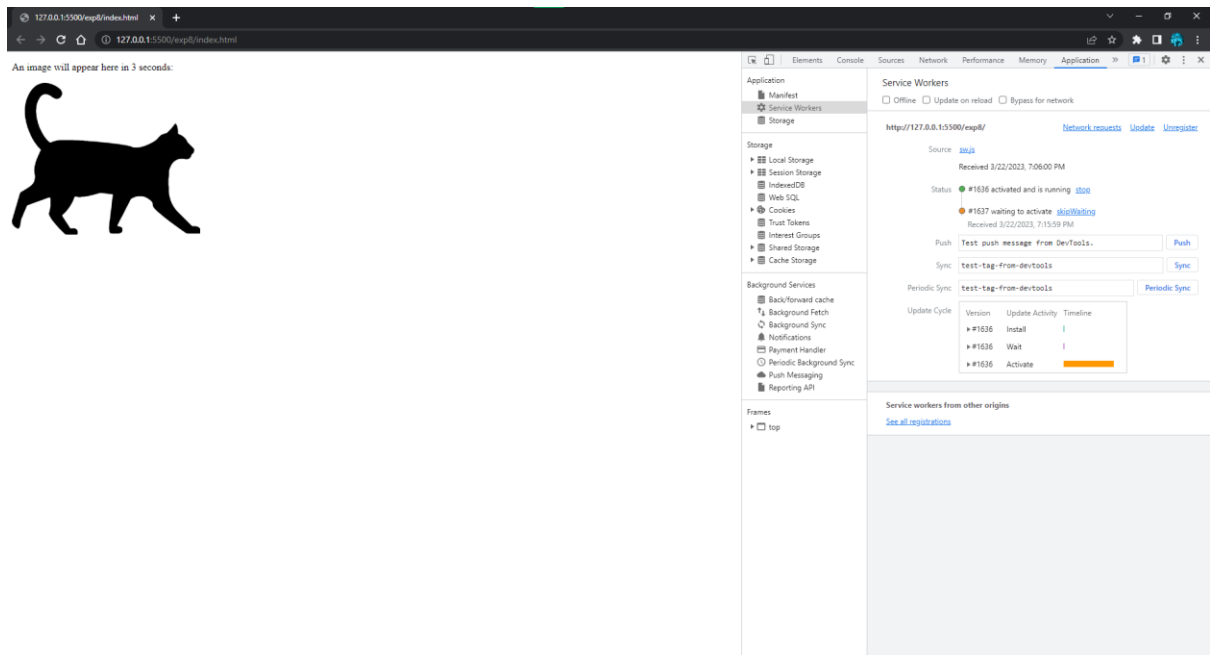 127.0.0.1:5500/exp8/index.html
127.0.0.1:5500/exp8/index.html
An image will appear here in 3 seconds:
Elements Console Sources Network Performance Memory Application » 1
Application
Manifest
Service Workers
Storage
Storage
Local Storage
Session Storage
IndexedDB
Web SQL
Cookies
Trust Tokens
Interest Groups
Shared Storage
Cache Storage
Background Services
Back/forward cache
Background Fetch
Background Sync
Notifications
Payment Handler
Periodic Background Sync
Push Messaging
Reporting API
Frames
top
Service Workers
Offline Update on reload Bypass for network
http://127.0.0.1:5500/exp8/ Network requests Update Unregister
Source sw.js
Received 3/22/2023, 7:06:00 PM
Status #1636 activated and is running stop
#1637 waiting to activate skipWaiting
Received 3/22/2023, 7:15:59 PM
Push Test push message from DevTools. Push
Sync test-tag-from-devtools Sync
Periodic Sync test-tag-from-devtools Periodic Sync
Update Cycle Version Update Activity Timeline
#1636 Install
#1636 Wait
#1636 Activate
Service workers from other origins
See all registrations